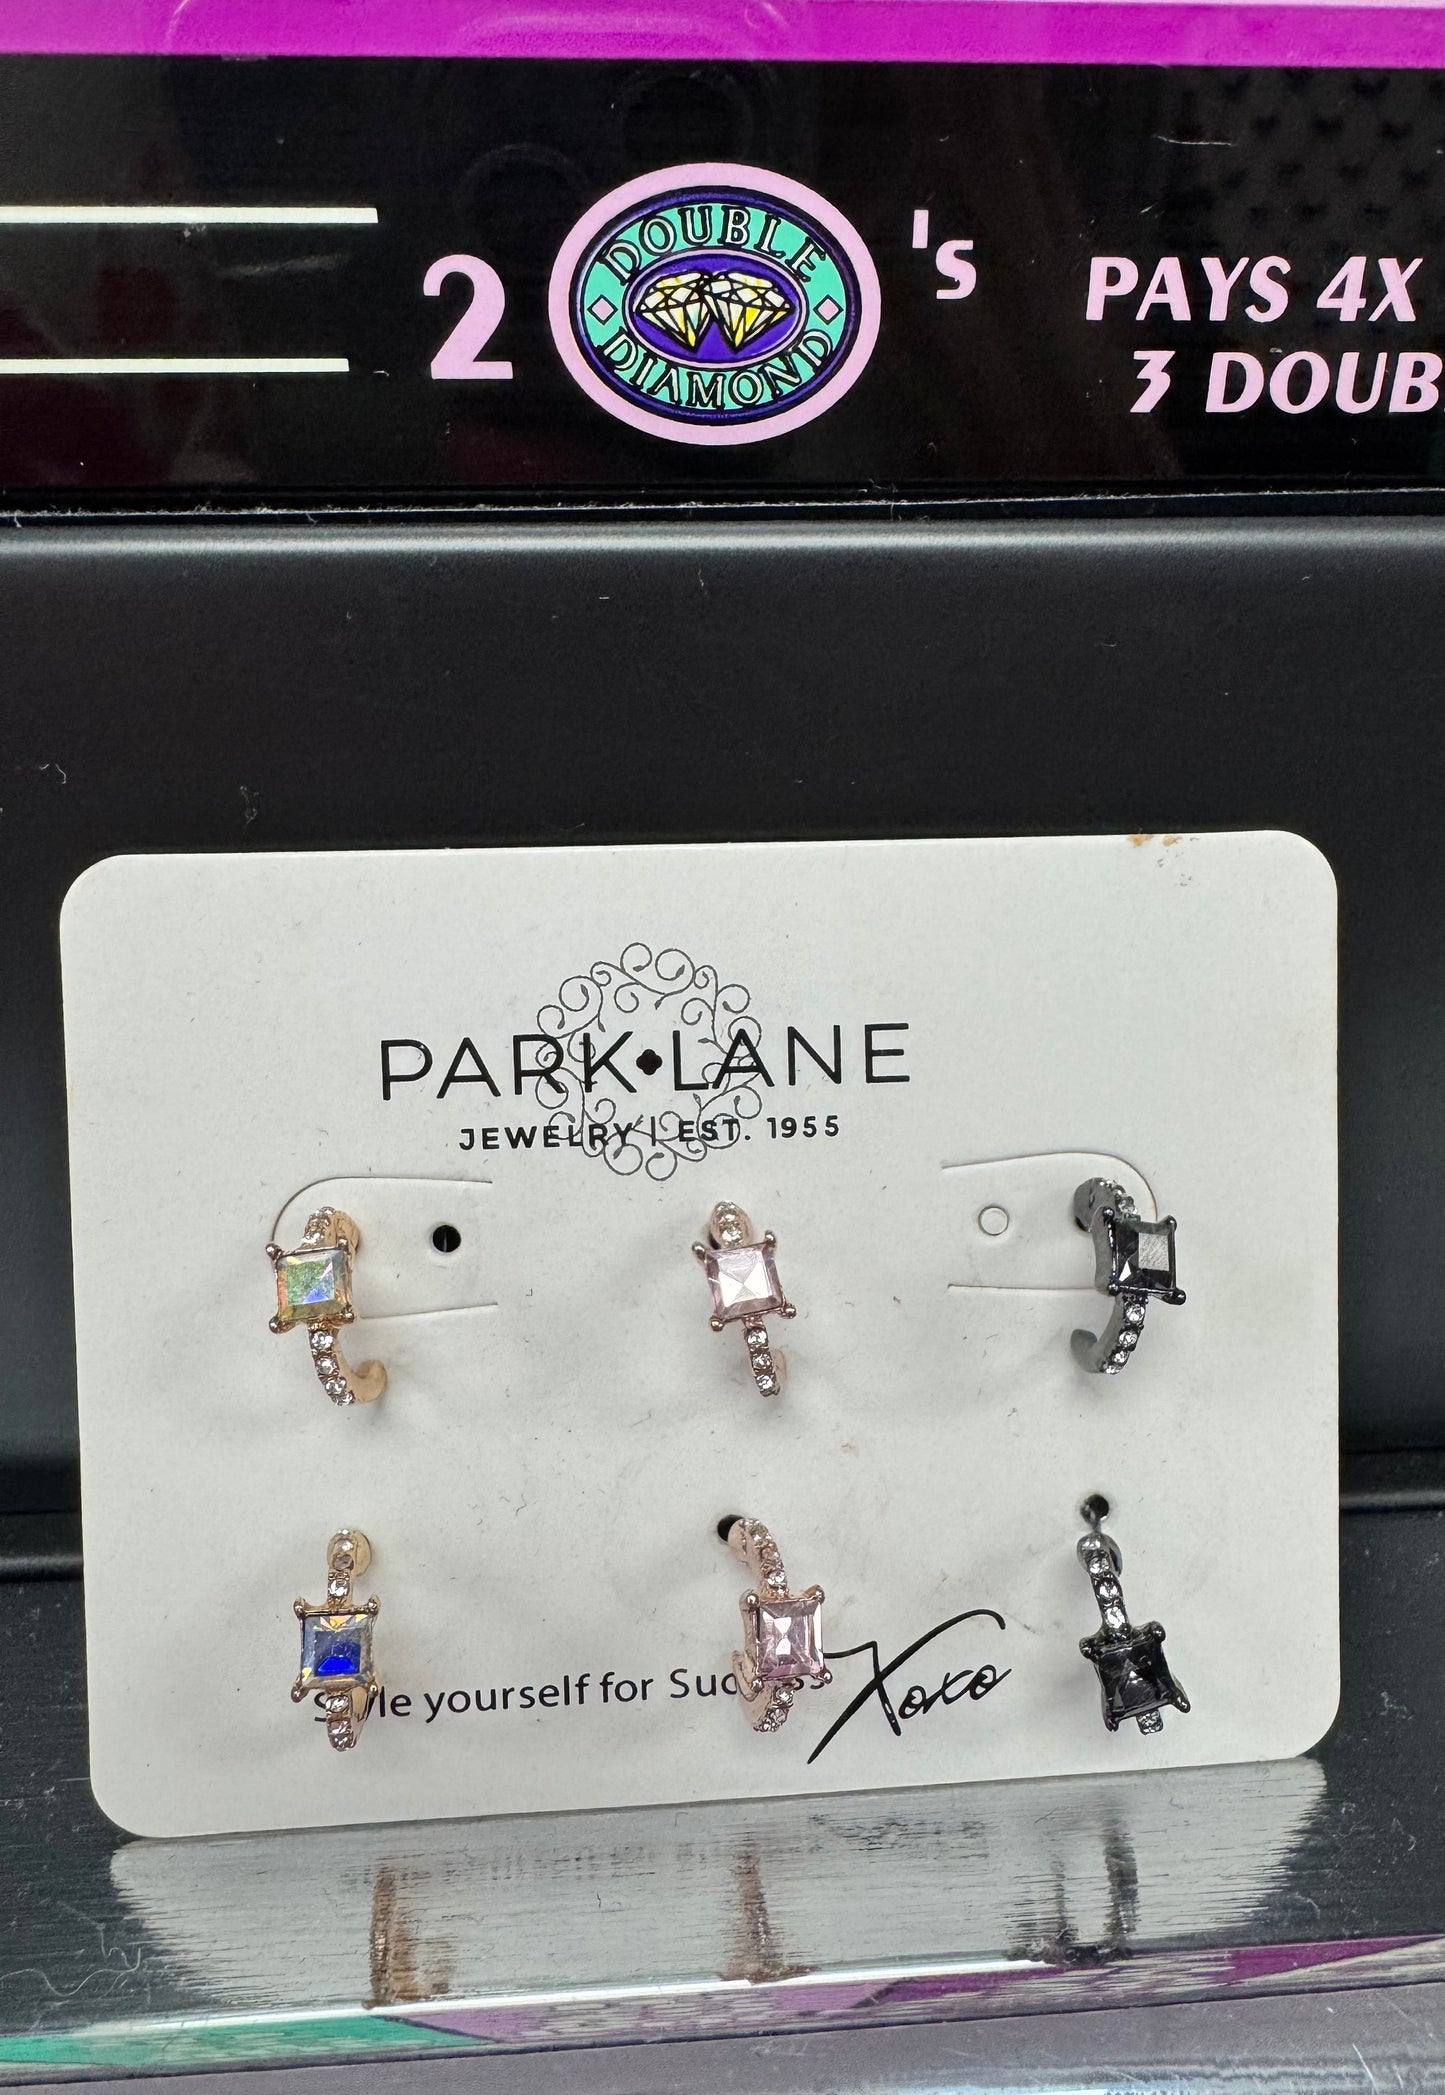 2 DOUBLE DIAMOND 's
PAYS 4X
3 DOUB
PARK LANE
JEWELRY | EST. 1955
yourself for
Xoxo